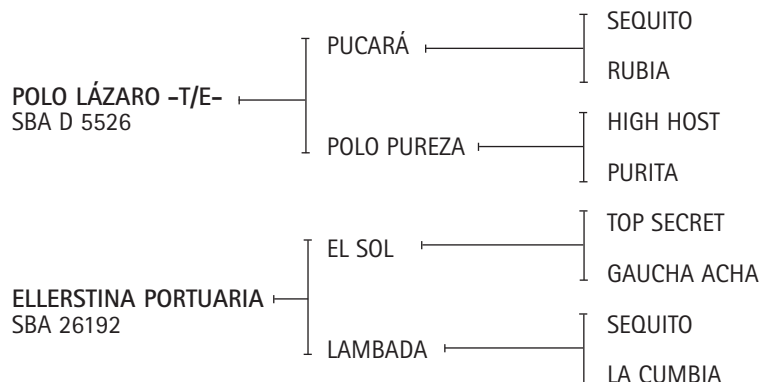 SEQUITO
PUCARÁ
RUBIA
POLO LÁZARO -T/E-
SBA D 5526
HIGH HOST
POLO PUREZA
PURITA
TOP SECRET
EL SOL
GAUCHA ACHA
ELLERSTINA PORTUARIA
SBA 26192
SEQUITO
LAMBADA
LA CUMBIA